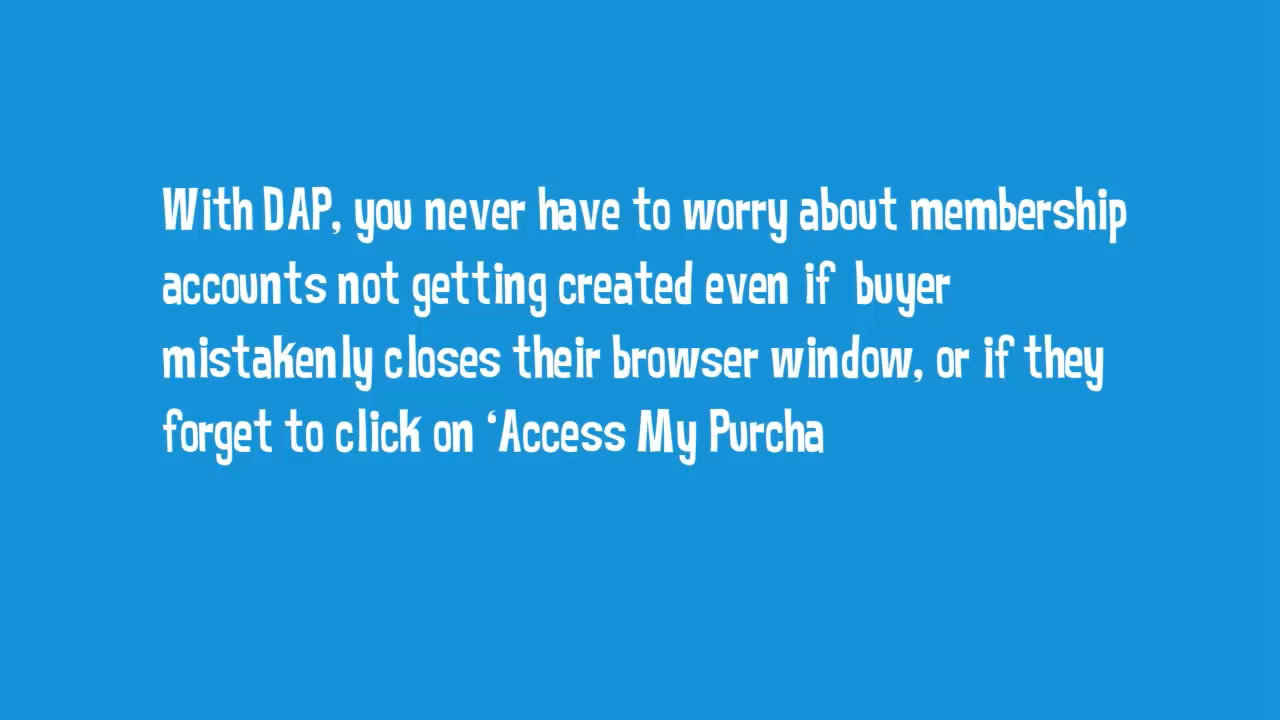 With DAP, you never have to worry about membership
accounts not getting created even if  buyer
mistakenly closes their browser window, or if they
forget to click on ‘Access My Purcha